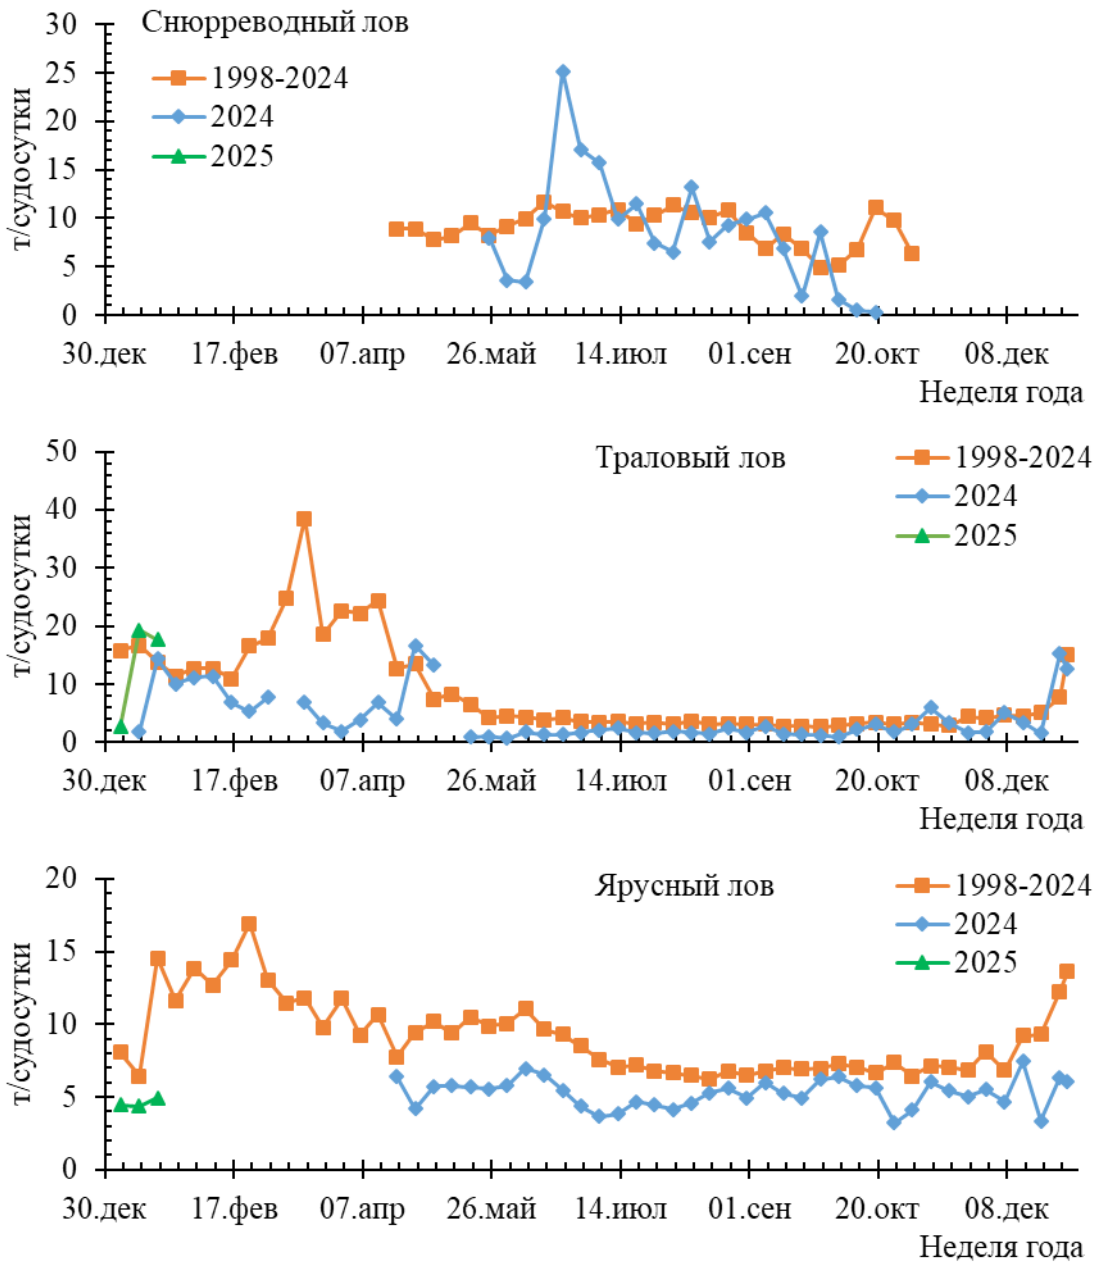 Снюрреводный лов
1998-2024
2024
2025
т/судосутки
30
25
20
15
10
5
0
30.дек 17.фев 07.апр 26.май 14.июл 01.сен 20.окт 08.дек
Неделя года
Траловый лов
1998-2024
2024
2025
т/судосутки
50
40
30
20
10
0
30.дек 17.фев 07.апр 26.май 14.июл 01.сен 20.окт 08.дек
Неделя года
Ярусный лов
1998-2024
2024
2025
т/судосутки
20
15
10
5
0
30.дек 17.фев 07.апр 26.май 14.июл 01.сен 20.окт 08.дек
Неделя года